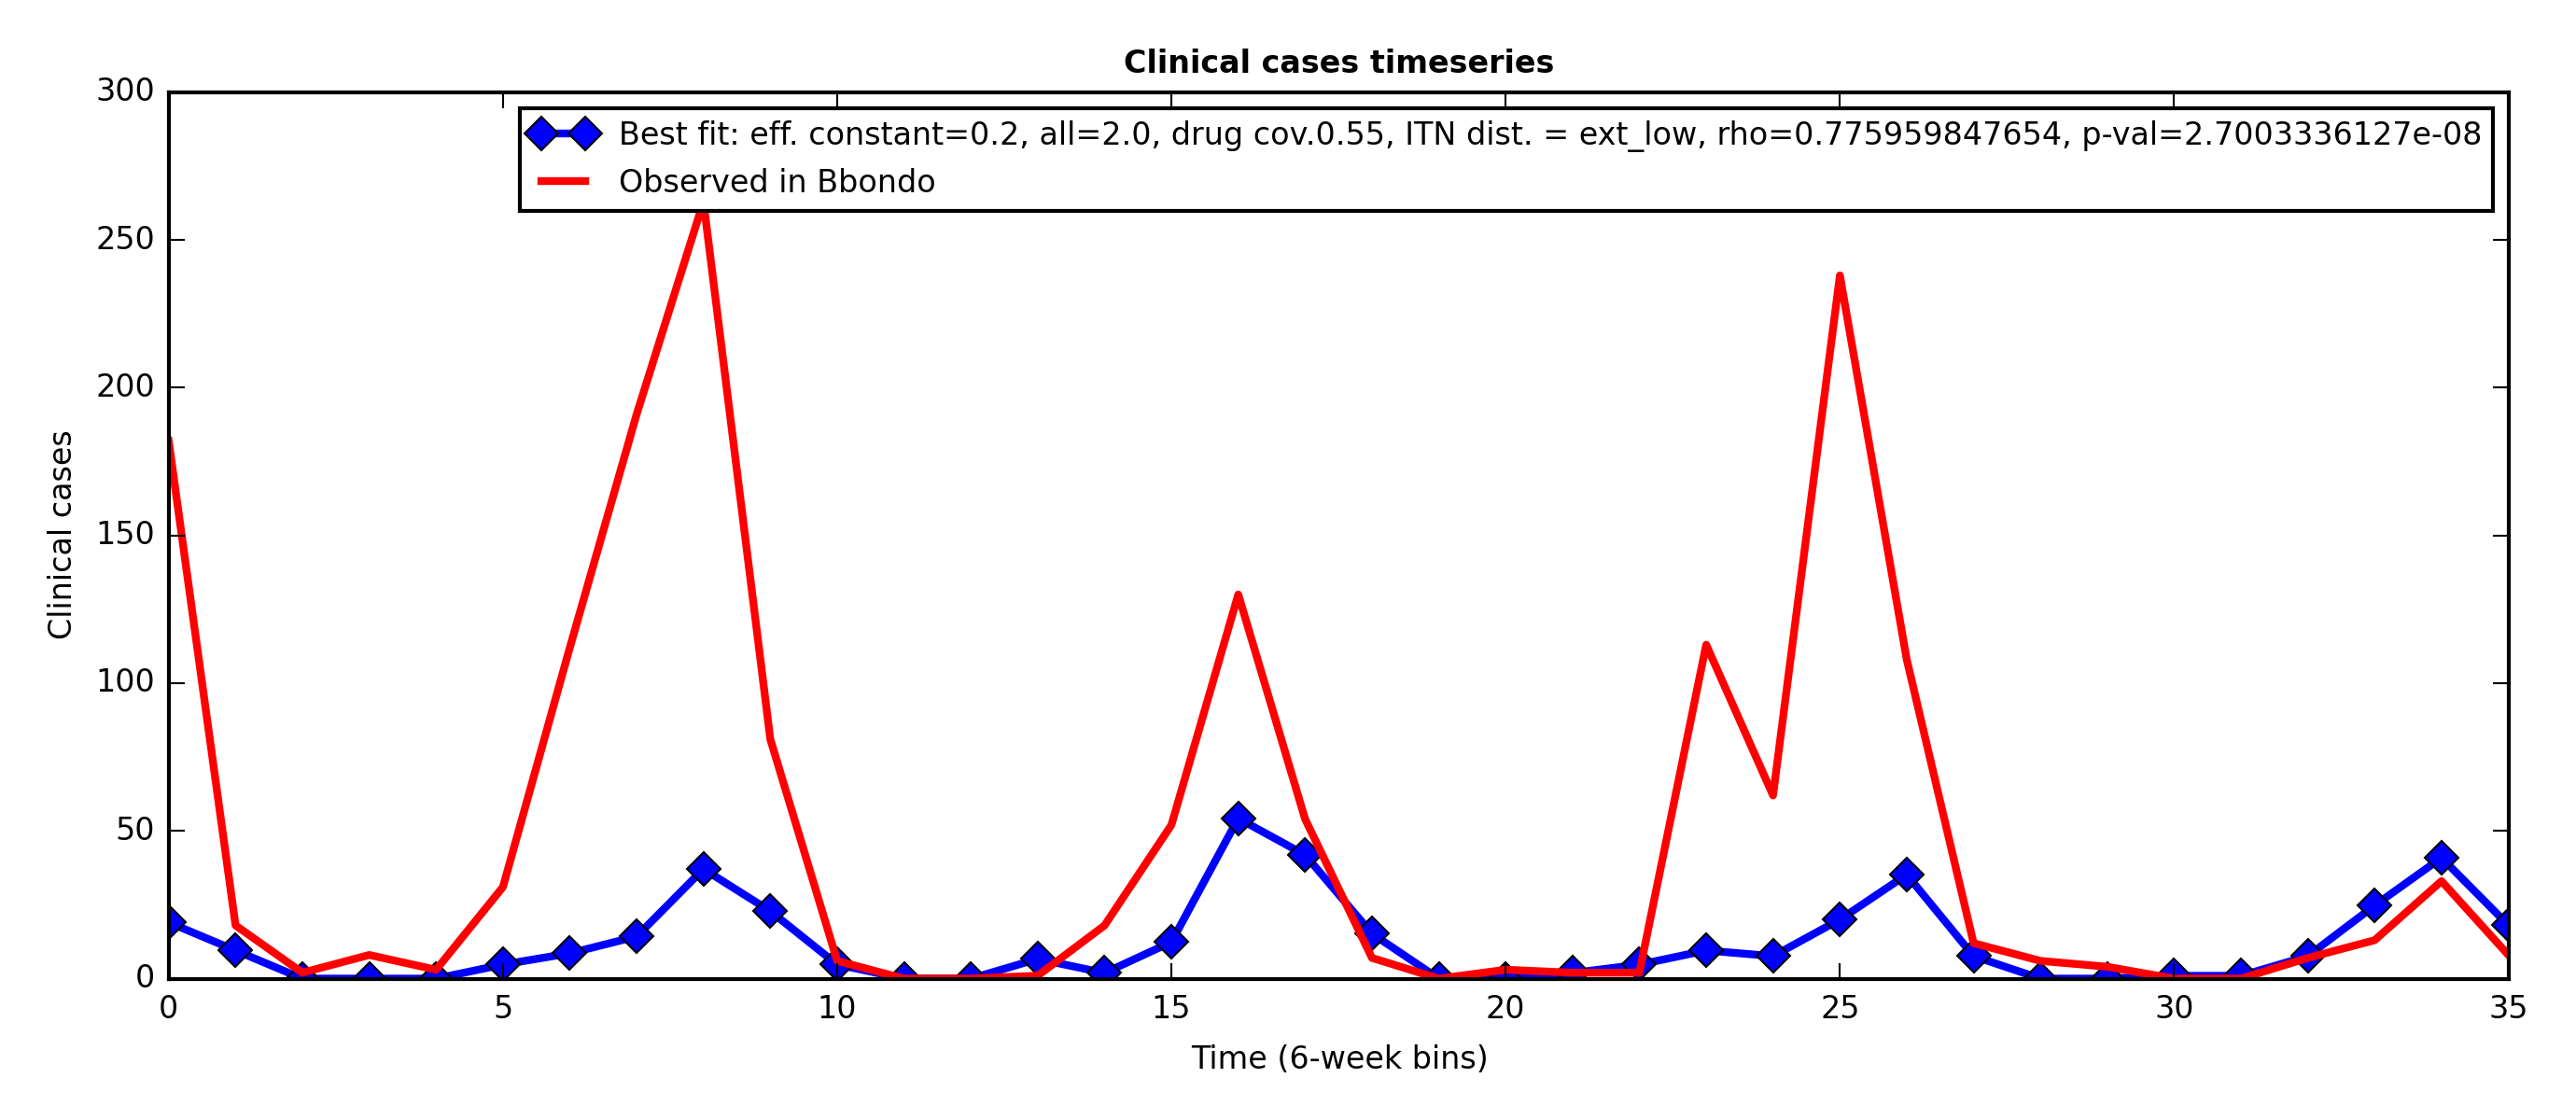 Clinical cases timeseries
300
250
200
150
100
50
0
Clinical cases
Best fit: eff. constant=0.2, all=2.0, drug cov.0.55, ITN dist. = ext_low, rho=0.775959847654, p-val=2.7003336127e-08
Observed in Bbondo
0 5 10 15 20 25 30 35
Time (6-week bins)